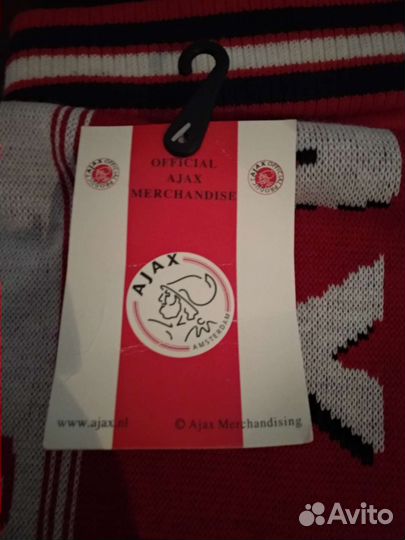 OFFICIAL
AJAX
MERCHANDISE
AJAX
AMSTERDAM
www.ajax.nl
© Ajax Merchandising
Avito